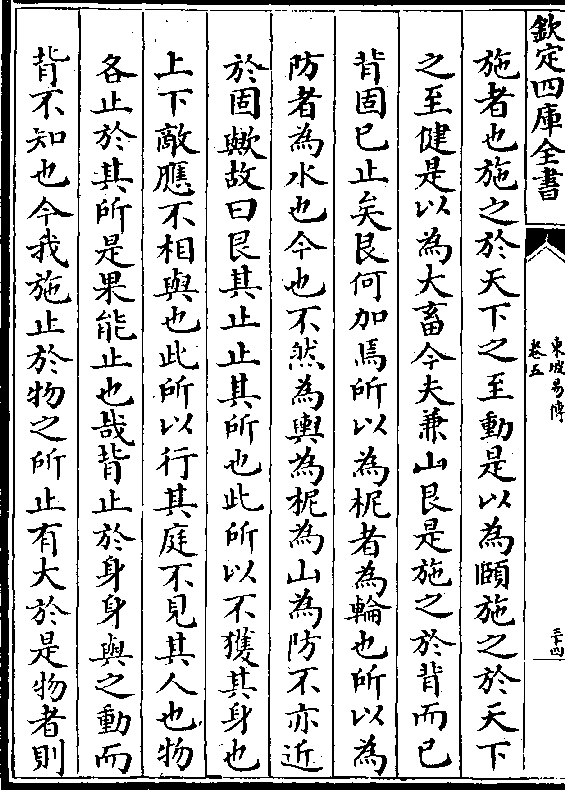 欽定四庫全書
東坡易傳
卷五
三十四
施者也施之於天下之至動是以為頤施之於天下
之至健是以為大畜今夫兼山艮是施之於背而已
背固已止矣艮何加焉所以為柅者為輪也所以為
防者為水也今也不然為輿為柅為山為防不亦近
於固歟故曰艮其止止其所也此所以不獲其身也
上下敵應不相與也此所以行其庭不見其人也物
各止於其所是果能止也哉背止於身身與之動而
背不知也今我施止於物之所止有大於是物者則